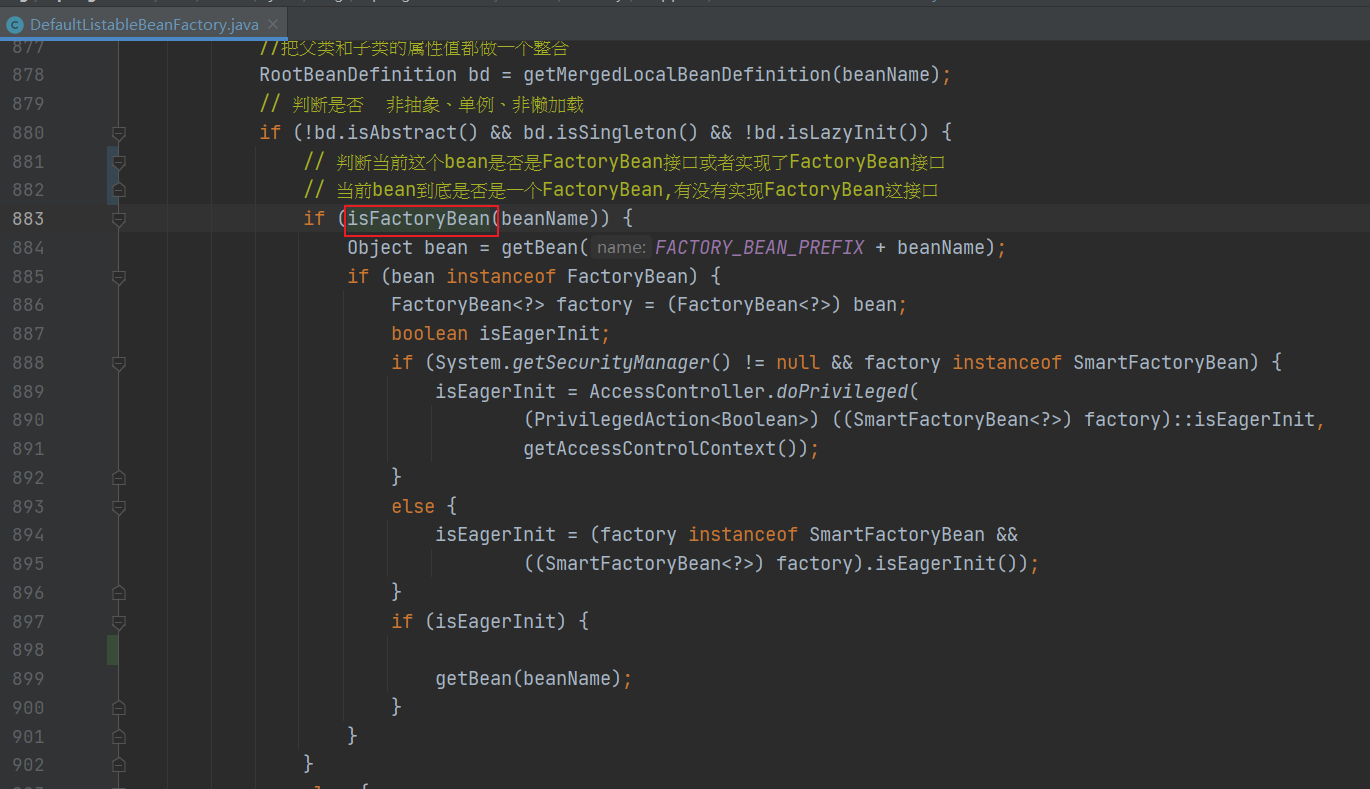 DefaultListableBeanFactory.java
877 //把父类和子类的属性值都做一个整合
878 RootBeanDefinition bd = getMergedLocalBeanDefinition(beanName);
879 // 判断是否 非抽象、单例、非懒加载
880 if (!bd.isAbstract() && bd.isSingleton() && !bd.isLazyInit()) {
881 // 判断当前这个bean是否是FactoryBean接口或者实现了FactoryBean接口
882 // 当前bean到底是否是一个FactoryBean,有没有实现FactoryBean这接口
883 if (isFactoryBean(beanName)) {
884 Object bean = getBean( name: FACTORY_BEAN_PREFIX + beanName);
885 if (bean instanceof FactoryBean) {
886 FactoryBean<?> factory = (FactoryBean<?>) bean;
887 boolean isEagerInit;
888 if (System.getSecurityManager() != null && factory instanceof SmartFactoryBean) {
889 isEagerInit = AccessController.doPrivileged(
890 (PrivilegedAction<Boolean>) ((SmartFactoryBean<?>) factory)::isEagerInit,
891 getAccessControlContext());
892 }
893 else {
894 isEagerInit = (factory instanceof SmartFactoryBean &&
895 ((SmartFactoryBean<?>) factory).isEagerInit());
896 }
897 if (isEagerInit) {
898
899 getBean(beanName);
900 }
901 }
902 }